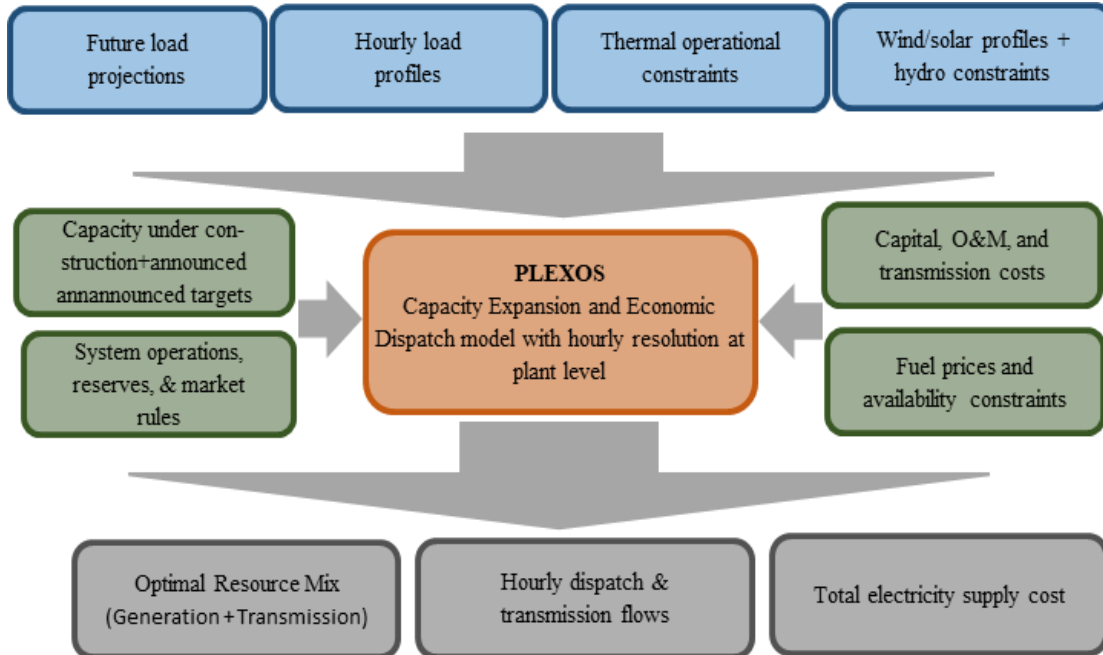 Future load
projections
Hourly load
profiles
Thermal operational
constraints
Wind/solar profiles +
hydro constraints
Capacity under con-
struction+announced
annannounced targets
System operations,
reserves, & market
rules
PLEXOS
Capacity Expansion and Economic
Dispatch model with hourly resolution at
plant level
Capital, O&M, and
transmission costs
Fuel prices and
availability constraints
Optimal Resource Mix
(Generation+Transmission)
Hourly dispatch &
transmission flows
Total electricity supply cost